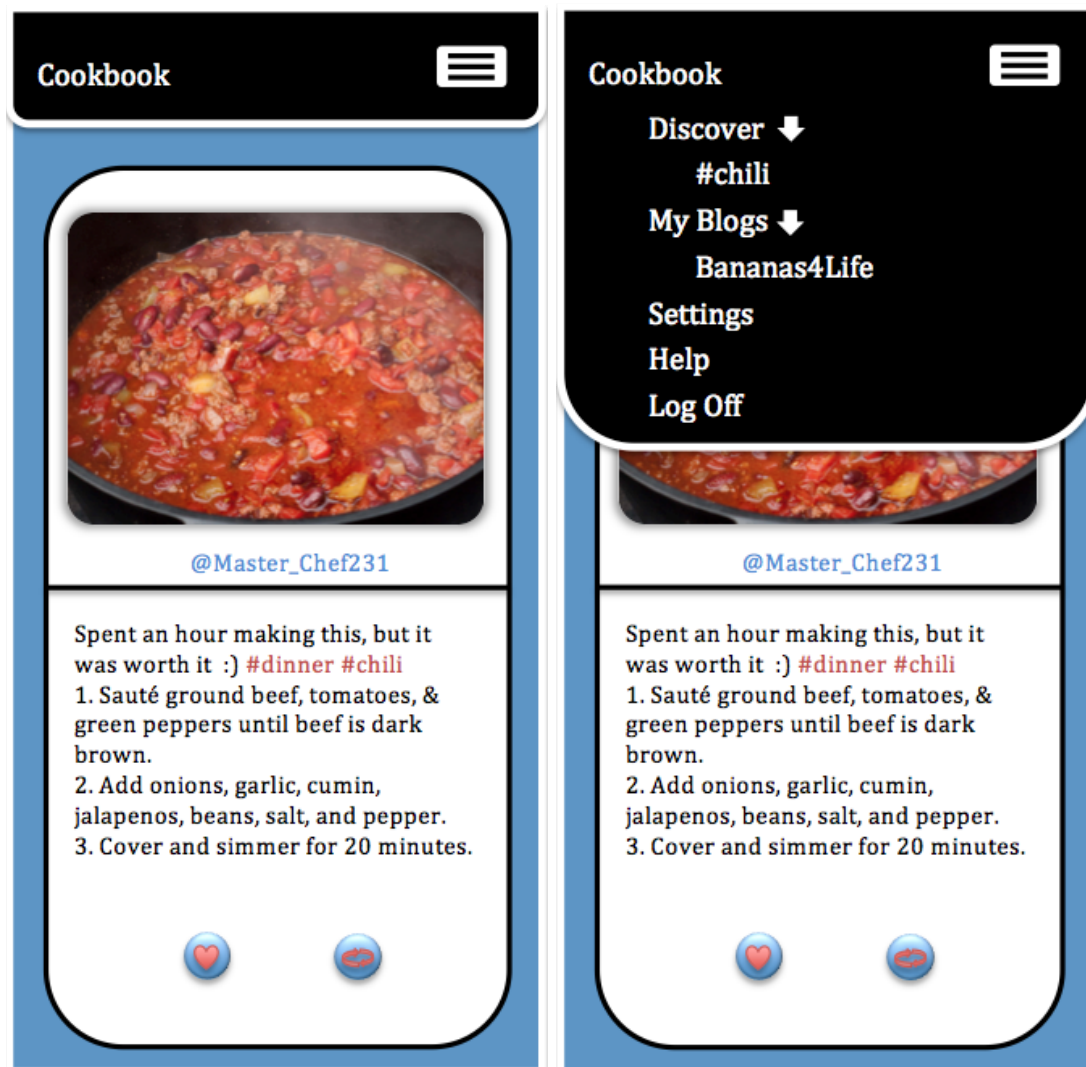 Cookbook
@Master_Chef231
Spent an hour making this, but it
was worth it :) #dinner #chili
1. Sauté ground beef, tomatoes, &
green peppers until beef is dark
brown.
2. Add onions, garlic, cumin,
jalapenos, beans, salt, and pepper.
3. Cover and simmer for 20 minutes.
Cookbook
Discover
#chili
My Blogs
Bananas4Life
Settings
Help
Log Off
@Master_Chef231
Spent an hour making this, but it
was worth it :) #dinner #chili
1. Sauté ground beef, tomatoes, &
green peppers until beef is dark
brown.
2. Add onions, garlic, cumin,
jalapenos, beans, salt, and pepper.
3. Cover and simmer for 20 minutes.